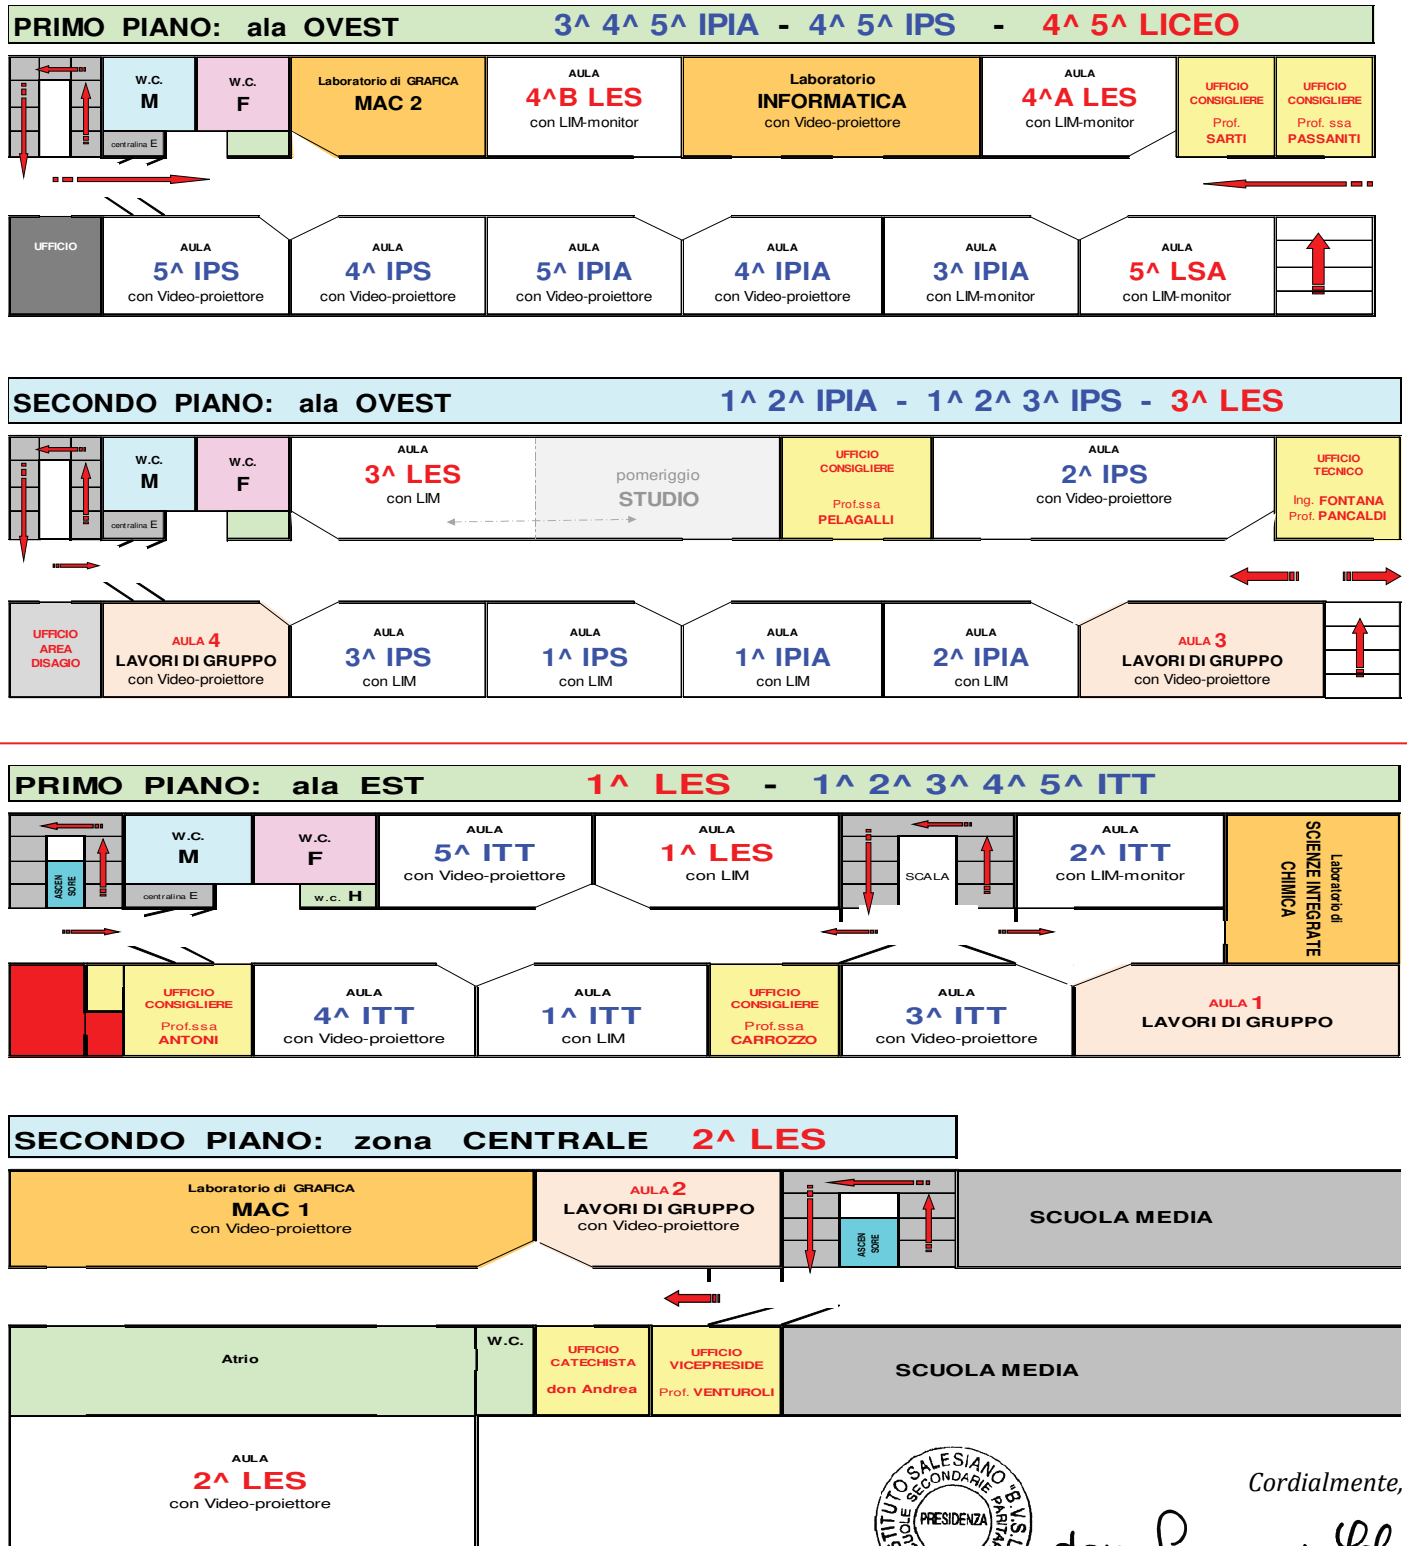 PRIMO PIANO: ala OVEST 3^ 4^ 5^ IPIA - 4^ 5^ IPS - 4^ 5^ LICEO
W.C.
M
W.C.
F
centralina E
Laboratorio di GRAFICA
MAC 2
AULA
4^B LES
con LIM-monitor
Laboratorio
INFORMATICA
con Video-proiettore
AULA
4^A LES
con LIM-monitor
UFFICIO
CONSIGLIERE
Prof.
SARTI
UFFICIO
CONSIGLIERE
Prof. ssa
PASSANITI
UFFICIO
AULA
5^ IPS
con Video-proiettore
AULA
4^ IPS
con Video-proiettore
AULA
5^ IPIA
con Video-proiettore
AULA
4^ IPIA
con Video-proiettore
AULA
3^ IPIA
con LIM-monitor
AULA
5^ LSA
con LIM-monitor
SECONDO PIANO: ala OVEST 1^ 2^ IPIA - 1^ 2^ 3^ IPS - 3^ LES
W.C.
M
W.C.
F
centralina E
AULA
3^ LES
con LIM
pomeriggio
STUDIO
UFFICIO
CONSIGLIERE
Prof.ssa
PELAGALLI
AULA
2^ IPS
con Video-proiettore
UFFICIO
TECNICO
Ing. FONTANA
Prof. PANCALDI
UFFICIO
AREA
DISAGIO
AULA 4
LAVORI DI GRUPPO
con Video-proiettore
AULA
3^ IPS
con LIM
AULA
1^ IPS
con LIM
AULA
1^ IPIA
con LIM
AULA
2^ IPIA
con LIM
AULA 3
LAVORI DI GRUPPO
con Video-proiettore
PRIMO PIANO: ala EST 1^ LES - 1^ 2^ 3^ 4^ 5^ ITT
ASCEN
SORE
W.C.
M
W.C.
F
centralina E
W.C. H
AULA
5^ ITT
con Video-proiettore
AULA
1^ LES
con LIM
SCALA
AULA
2^ ITT
con LIM-monitor
Laboratorio di
SCIENZE INTEGRATE
CHIMICA
UFFICIO
CONSIGLIERE
Prof.ssa
ANTONI
AULA
4^ ITT
con Video-proiettore
AULA
1^ ITT
con LIM
UFFICIO
CONSIGLIERE
Prof.ssa
CARROZZO
AULA
3^ ITT
con Video-proiettore
AULA 1
LAVORI DI GRUPPO
SECONDO PIANO: zona CENTRALE 2^ LES
Laboratorio di GRAFICA
MAC 1
con Video-proiettore
AULA 2
LAVORI DI GRUPPO
con Video-proiettore
ASCEN
SORE
SCUOLA MEDIA
Atrio
W.C.
UFFICIO
CATECHISTA
don Andrea
UFFICIO
VICEPRESIDE
Prof. VENTUROLI
SCUOLA MEDIA
AULA
2^ LES
con Video-proiettore
SALESIANO "B.V.S.L.
SECONDARIE
PRESIDENZA
Cordialmente,
don